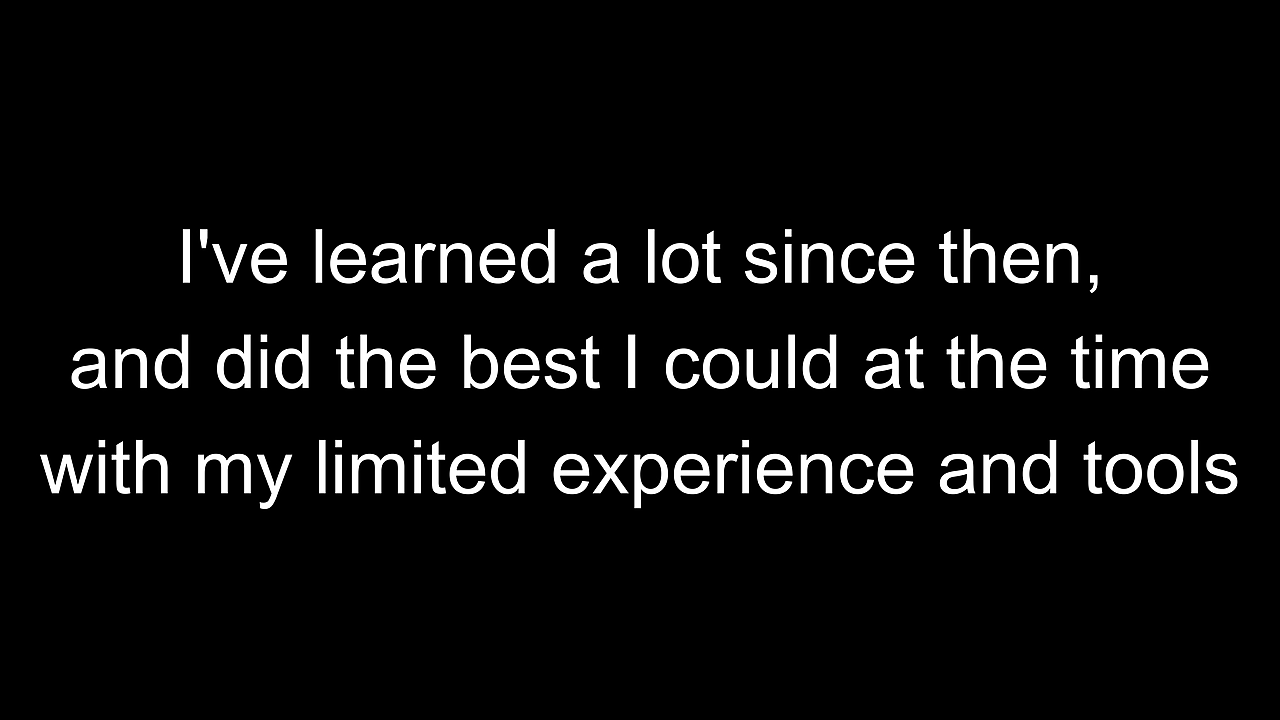 I've learned a lot since then,
and did the best I could at the time
with my limited experience and tools